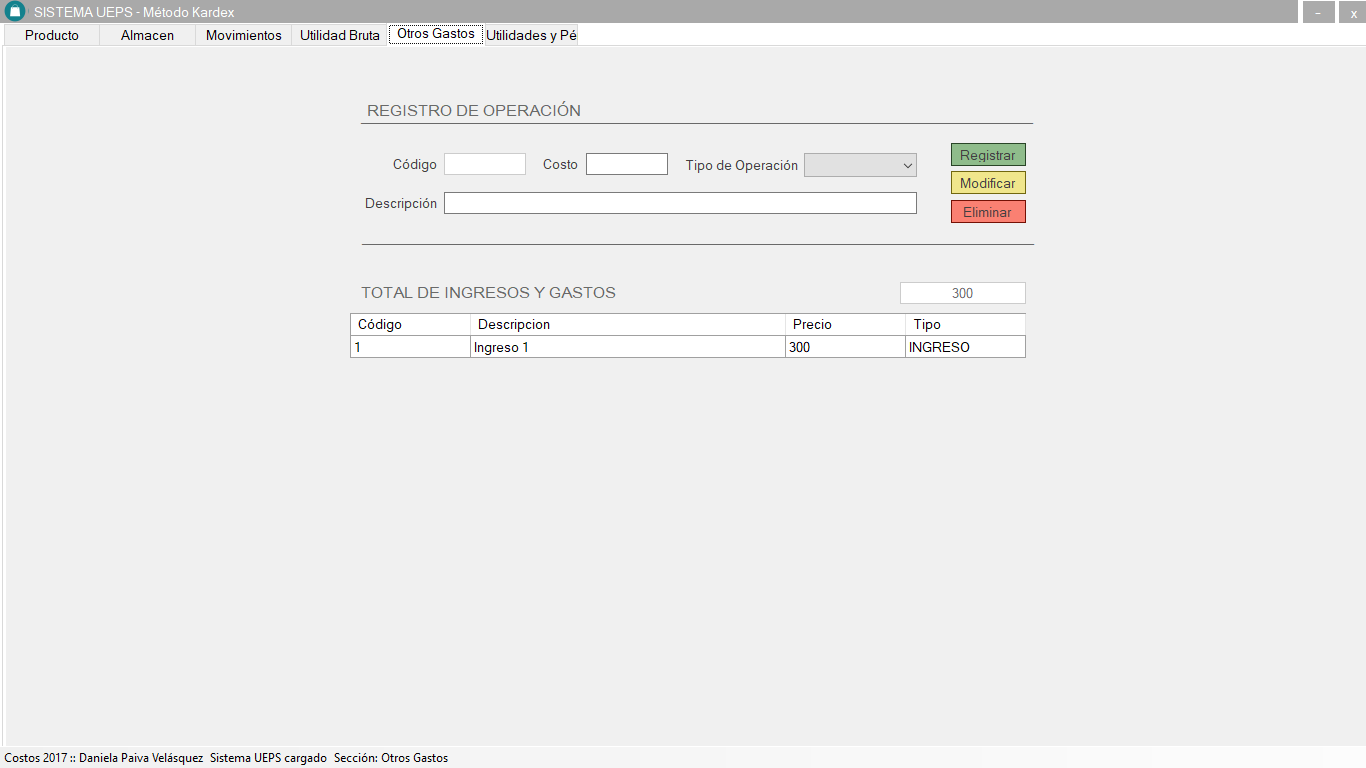 SISTEMA UEPS - Método Kardex - x
Producto Almacen Movimientos Utilidad Bruta Otros Gastos Utilidades y Pé
REGISTRO DE OPERACIÓN
Código Costo Tipo de Operación Registrar
Modificar
Descripción Eliminar
TOTAL DE INGRESOS Y GASTOS 300
Código Descripcion Precio Tipo
1 Ingreso 1 300 INGRESO
Costos 2017 :: Daniela Paiva Velásquez Sistema UEPS cargado Sección: Otros Gastos